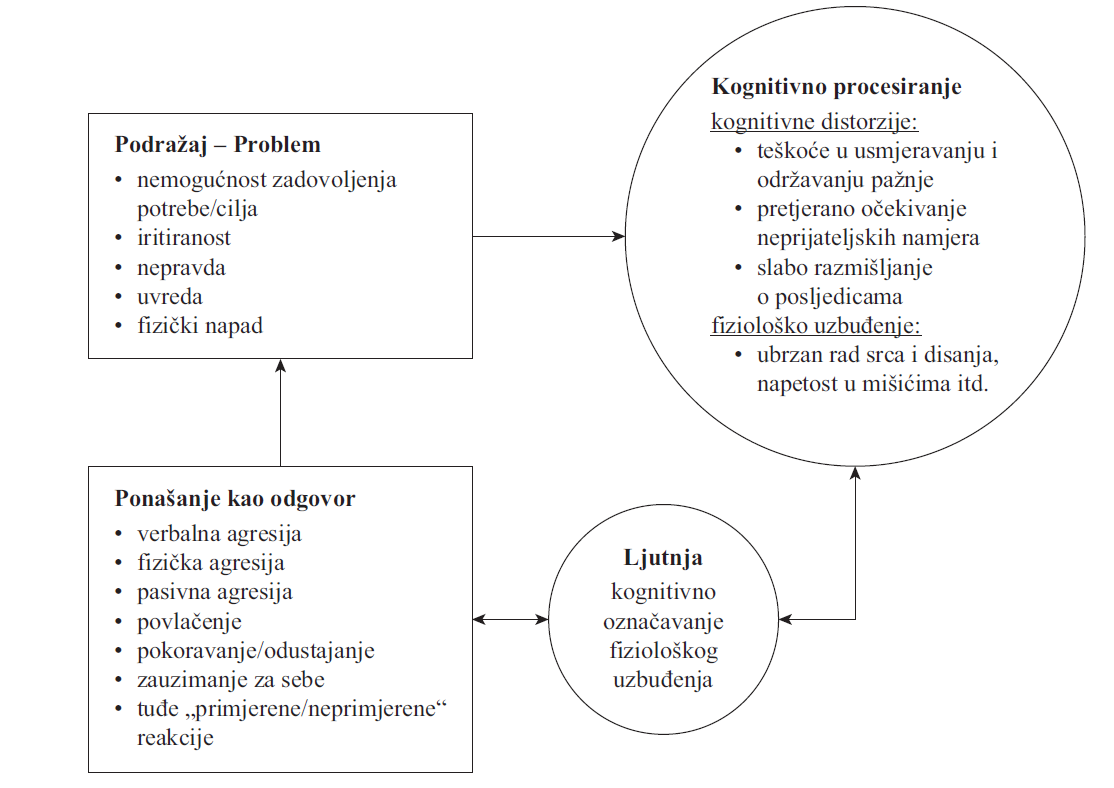 Podražaj – Problem
• nemogućnost zadovoljenja
potrebe/cilja
• iritiranost
• nepravda
• uvreda
• fizički napad
Kognitivno procesiranje
kognitivne distorzije:
• teškoće u usmjeravanju i
održavanju pažnje
• pretjerano očekivanje
neprijateljskih namjera
• slabo razmišljanje
o posljedicama
fiziološko uzbuđenje:
• ubrzan rad srca i disanja,
napetost u mišićima itd.
Ponašanje kao odgovor
• verbalna agresija
• fizička agresija
• pasivna agresija
• povlačenje
• pokoravanje/odustajanje
• zauzimanje za sebe
• tuđe „primjerene/neprimjerene“
reakcije
Ljutnja
kognitivno
označavanje
fiziološkog
uzbuđenja